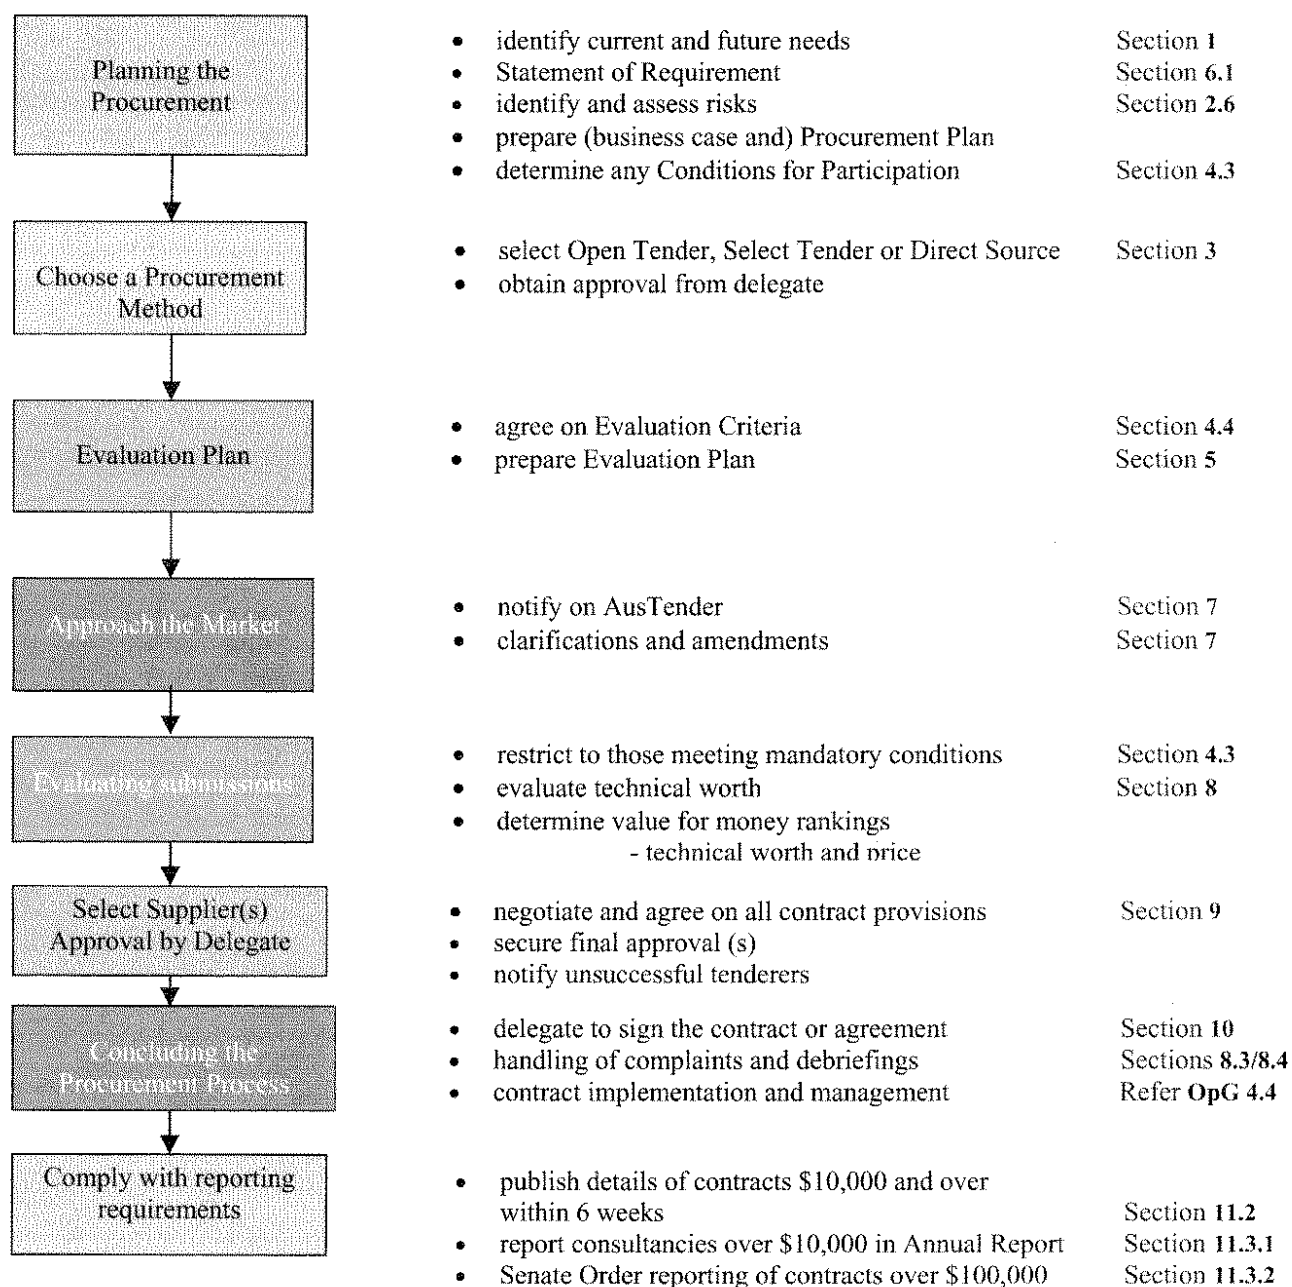 Planning the
Procurement
• identify current and future needs Section 1
• Statement of Requirement Section 6.1
• identify and assess risks Section 2.6
• prepare (business case and) Procurement Plan
• determine any Conditions for Participation Section 4.3
Choose a Procurement
Method
• select Open Tender, Select Tender or Direct Source Section 3
• obtain approval from delegate
Evaluation Plan
• agree on Evaluation Criteria Section 4.4
• prepare Evaluation Plan Section 5
Approach the Market
• notify on AusTender Section 7
• clarifications and amendments Section 7
Evaluating submissions
• restrict to those meeting mandatory conditions Section 4.3
• evaluate technical worth Section 8
• determine value for money rankings
- technical worth and price
Select Supplier(s)
Approval by Delegate
• negotiate and agree on all contract provisions Section 9
• secure final approval (s)
• notify unsuccessful tenderers
Concluding the
Procurement Process
• delegate to sign the contract or agreement Section 10
• handling of complaints and debriefings Sections 8.3/8.4
• contract implementation and management Refer OpG 4.4
Comply with reporting
requirements
• publish details of contracts $10,000 and over
within 6 weeks Section 11.2
• report consultancies over $10,000 in Annual Report Section 11.3.1
• Senate Order reporting of contracts over $100,000 Section 11.3.2